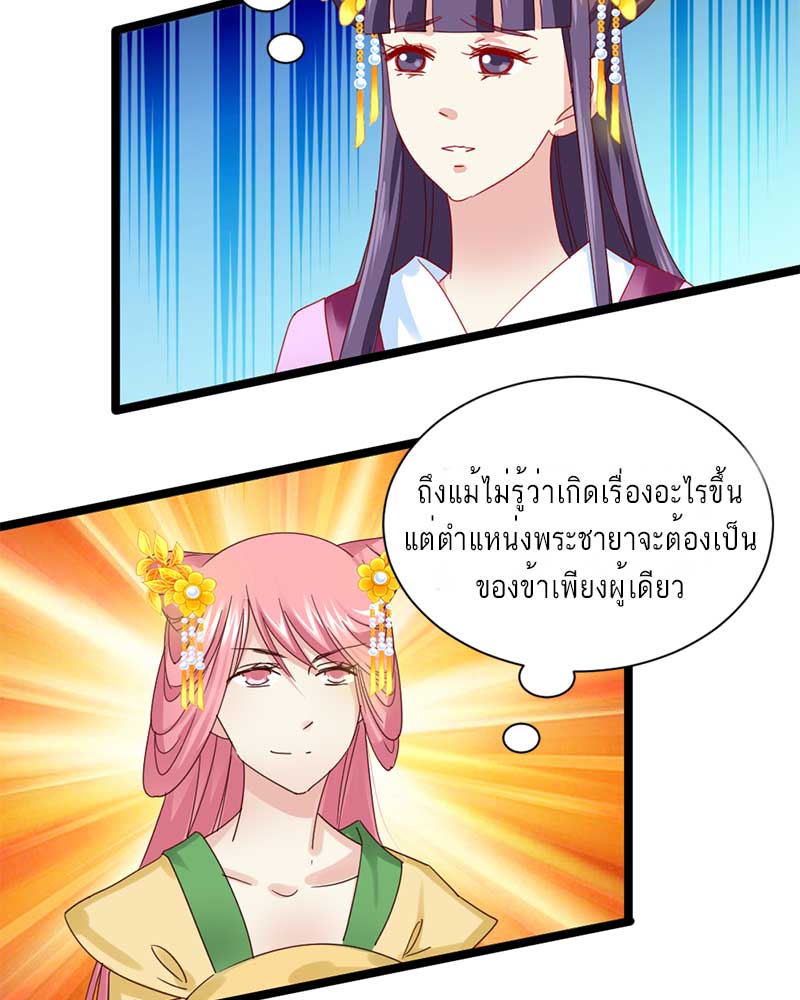 ถึงแม้ไม่รู้ว่าเกิดเรื่องอะไรขึ้น
แต่ตำแหน่งพระชายาจะต้องเป็น
ของข้าเพียงผู้เดียว